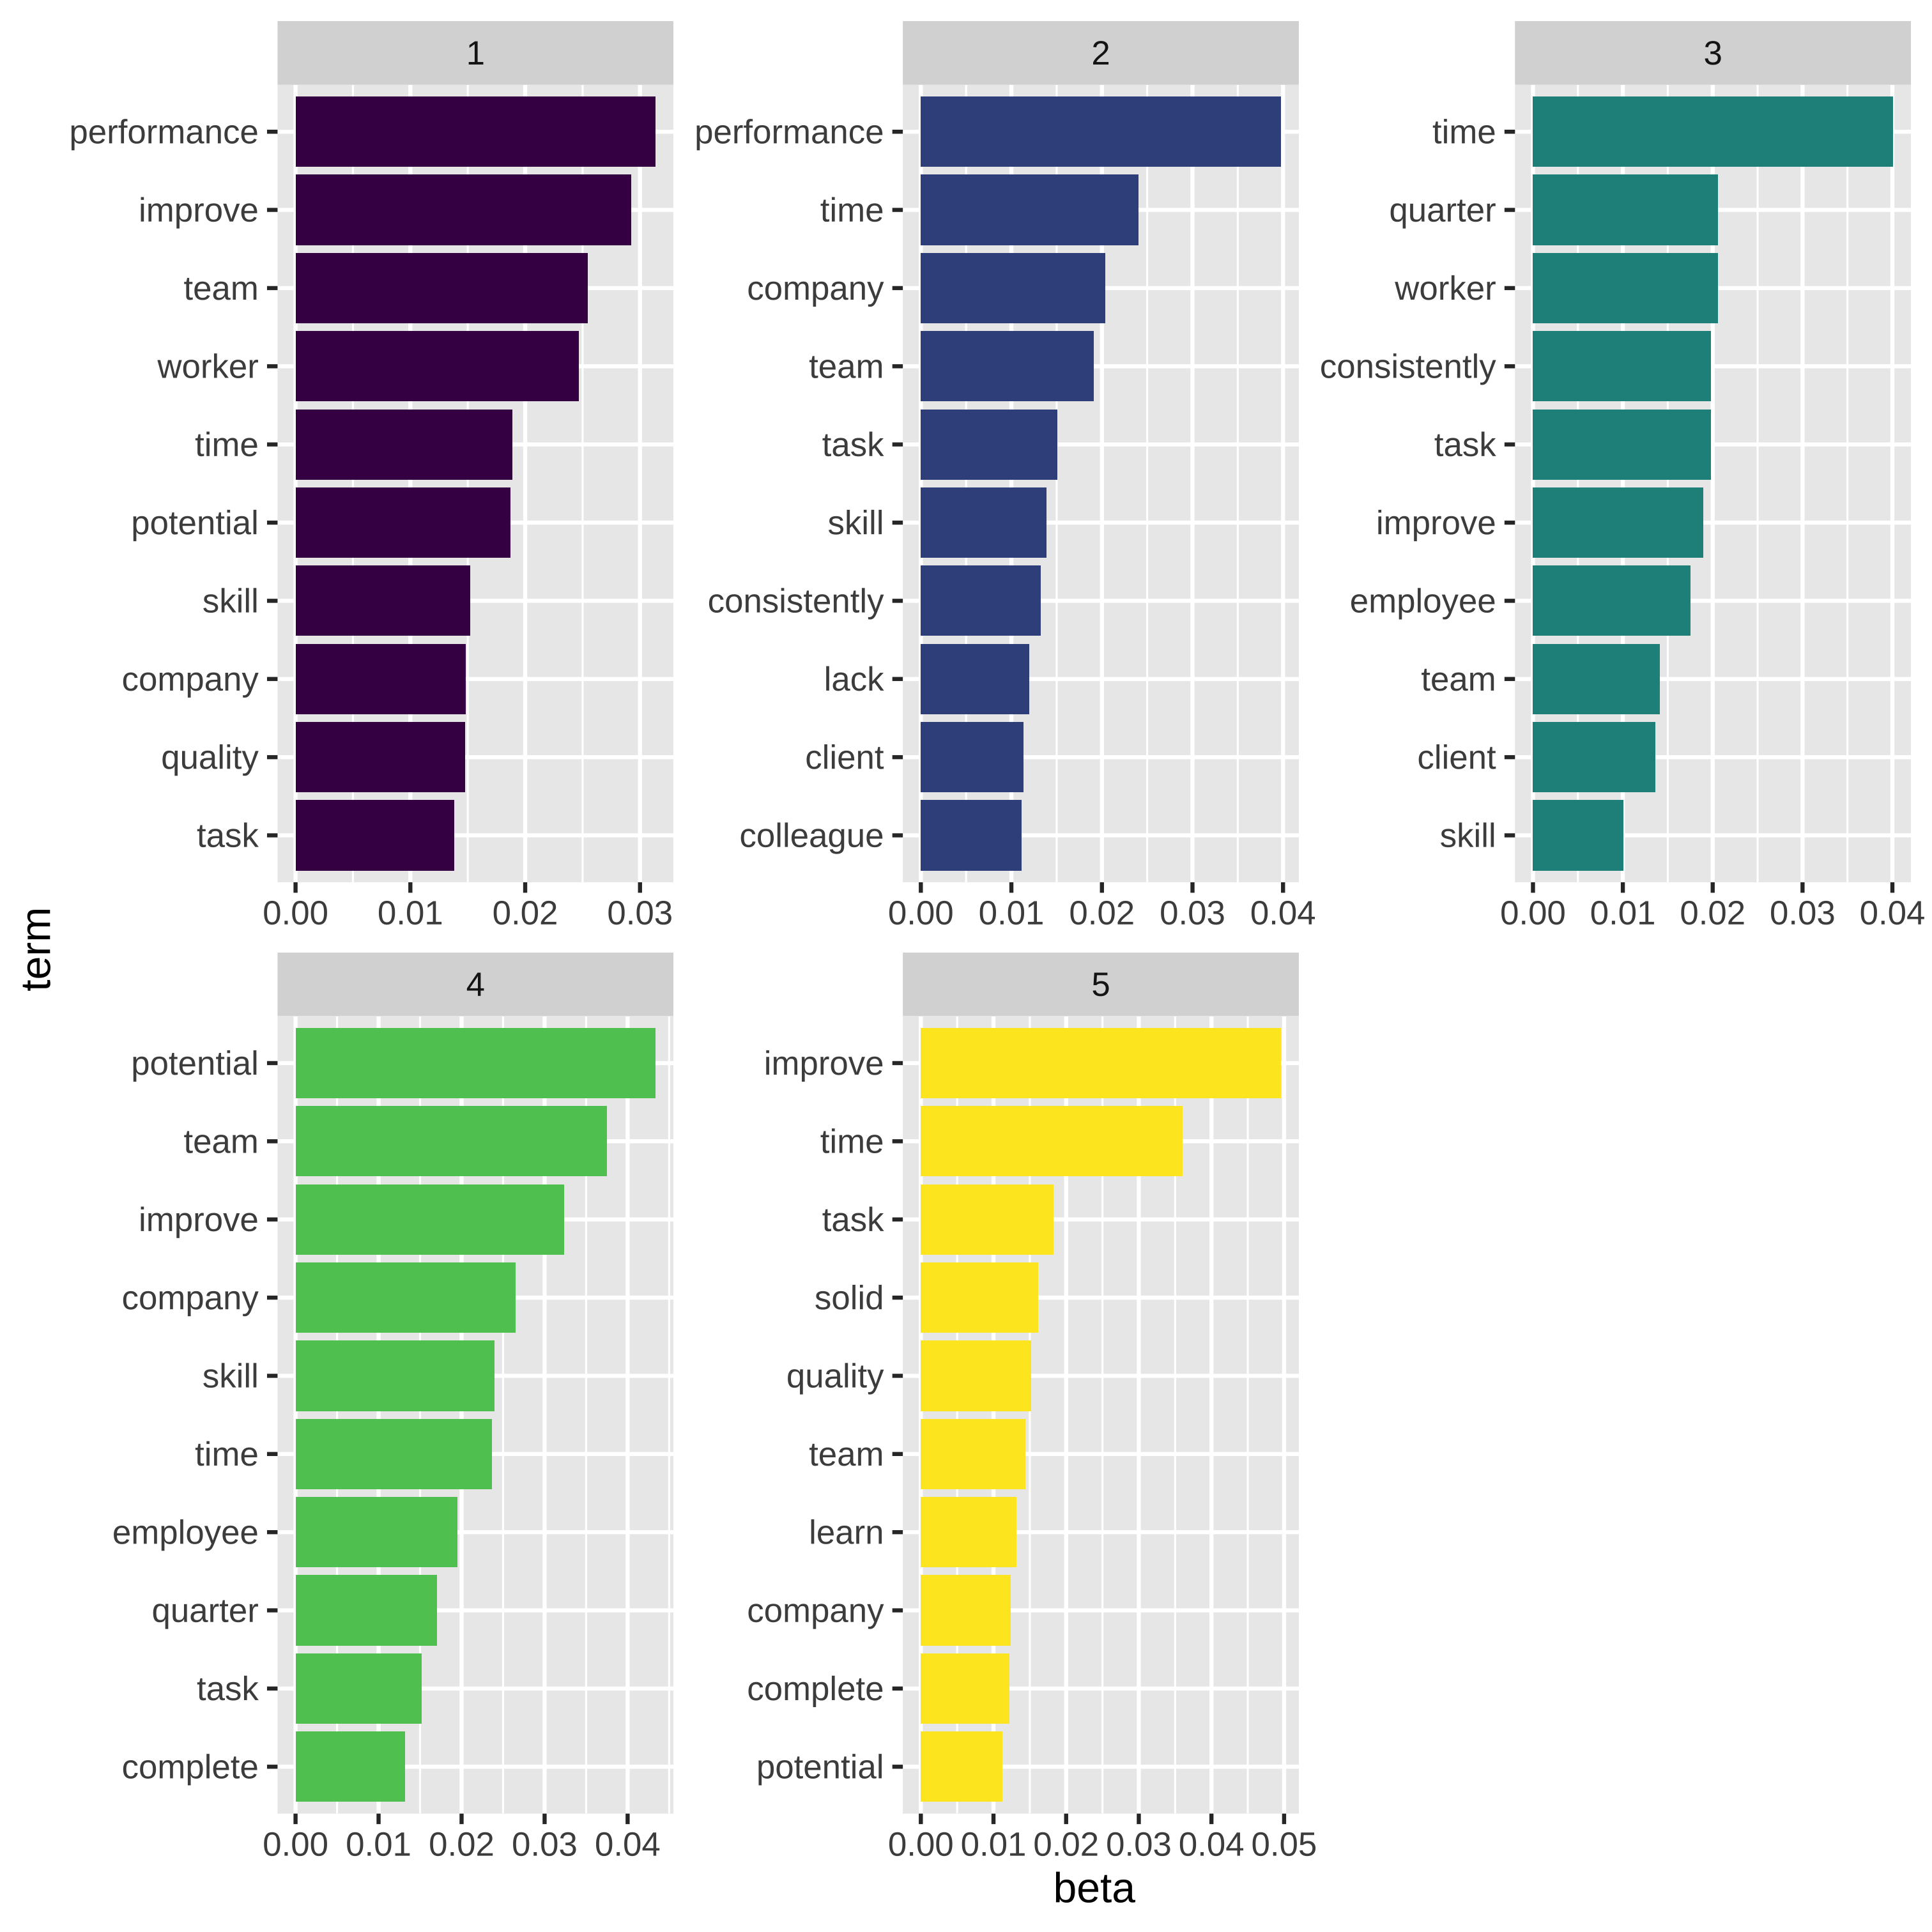 term
1
performance
improve
team
worker
time
potential
skill
company
quality
task
0.00 0.01 0.02 0.03
2
performance
time
company
team
task
skill
consistently
lack
client
colleague
0.00 0.01 0.02 0.03 0.04
3
time
quarter
worker
consistently
task
improve
employee
team
client
skill
0.00 0.01 0.02 0.03 0.04
4
potential
team
improve
company
skill
time
employee
quarter
task
complete
0.00 0.01 0.02 0.03 0.04
5
improve
time
task
solid
quality
team
learn
company
complete
potential
0.00 0.01 0.02 0.03 0.04 0.05
beta